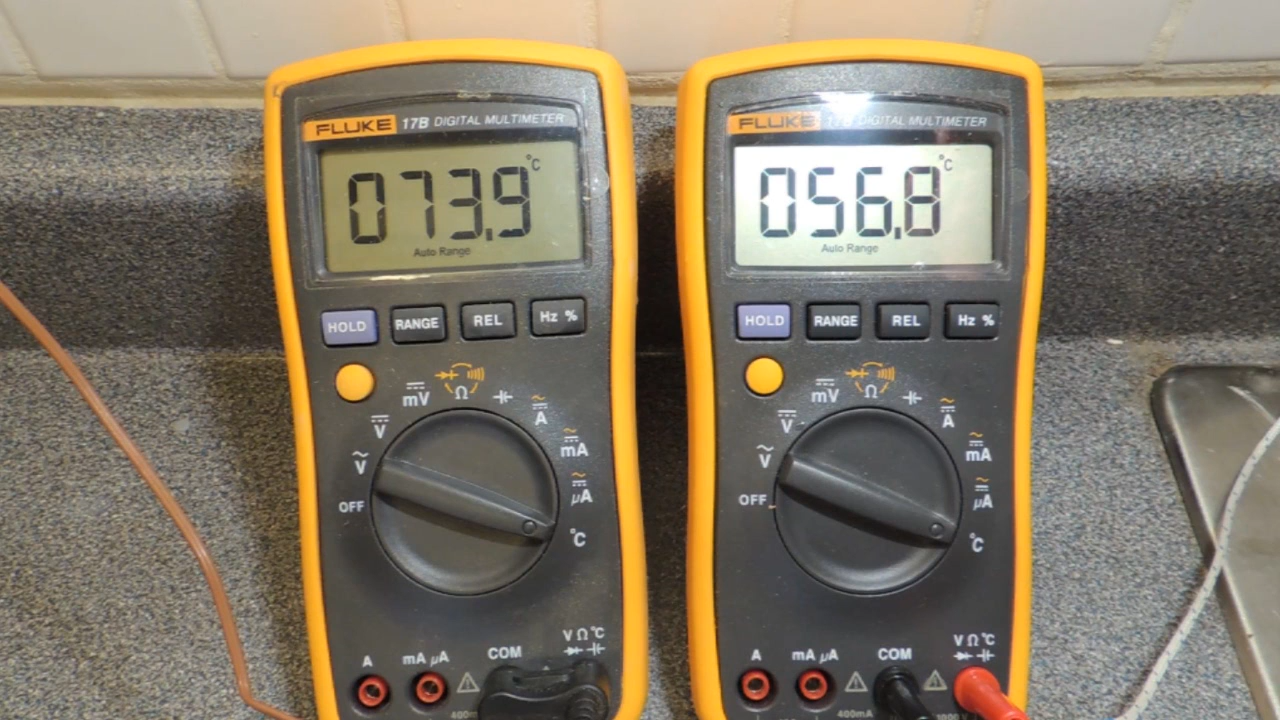 FLUKE 17B DIGITAL MULTIMETER
073.9 °C
Auto Range
HOLD RANGE REL Hz %
mV Ω
V A
V mA
OFF µA
°C
A mA µA COM V Ω °C
FLUKE 17B DIGITAL MULTIMETER
056.8 °C
Auto Range
HOLD RANGE REL Hz %
mV Ω
V A
V mA
OFF µA
°C
A mA µA COM V Ω °C
400mA